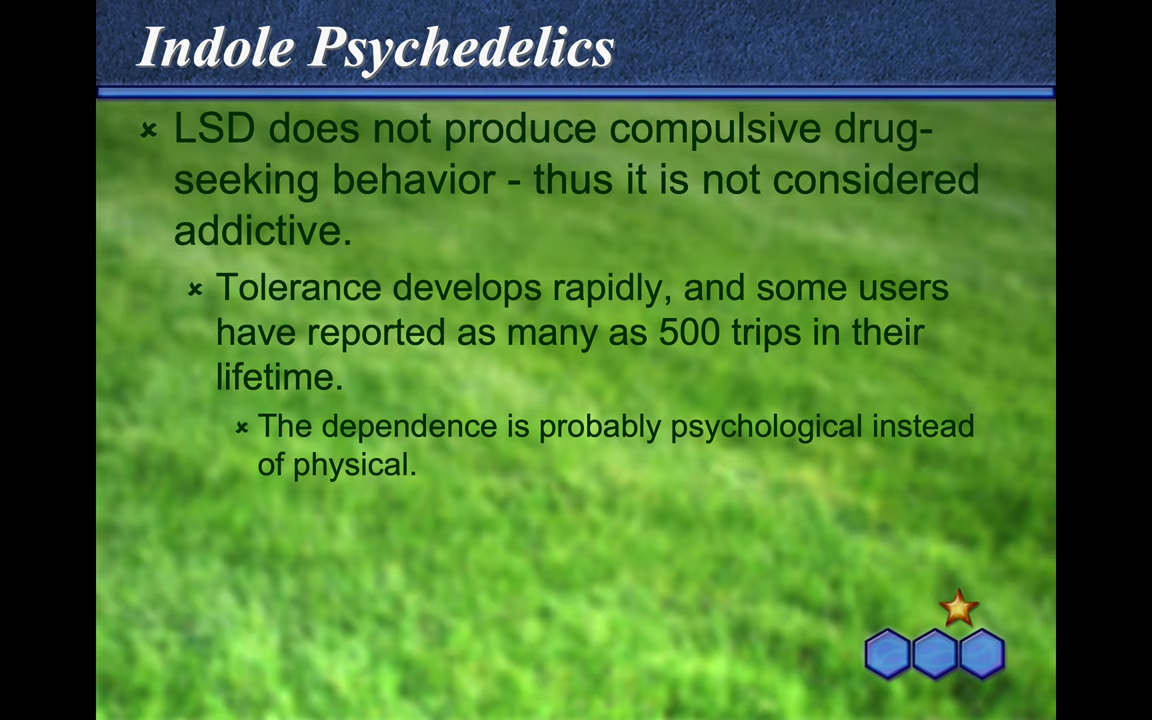 Indole Psychedelics
LSD does not produce compulsive drug-
seeking behavior - thus it is not considered
addictive.
Tolerance develops rapidly, and some users
have reported as many as 500 trips in their
lifetime.
The dependence is probably psychological instead
of physical.